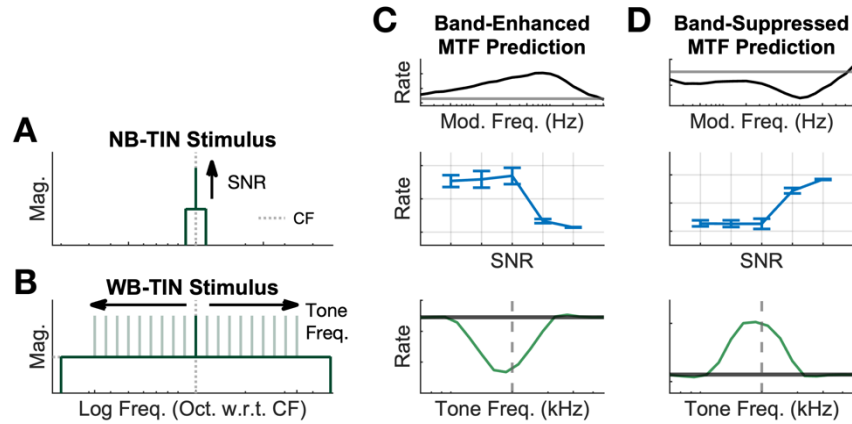 A
NB-TIN Stimulus
Mag.
SNR
CF
B
WB-TIN Stimulus
Tone
Freq.
Mag.
Log Freq. (Oct. w.r.t. CF)
C
Band-Enhanced
MTF Prediction
Rate
Mod. Freq. (Hz)
Rate
SNR
Rate
Tone Freq. (kHz)
D
Band-Suppressed
MTF Prediction
Mod. Freq. (Hz)
SNR
Tone Freq. (kHz)